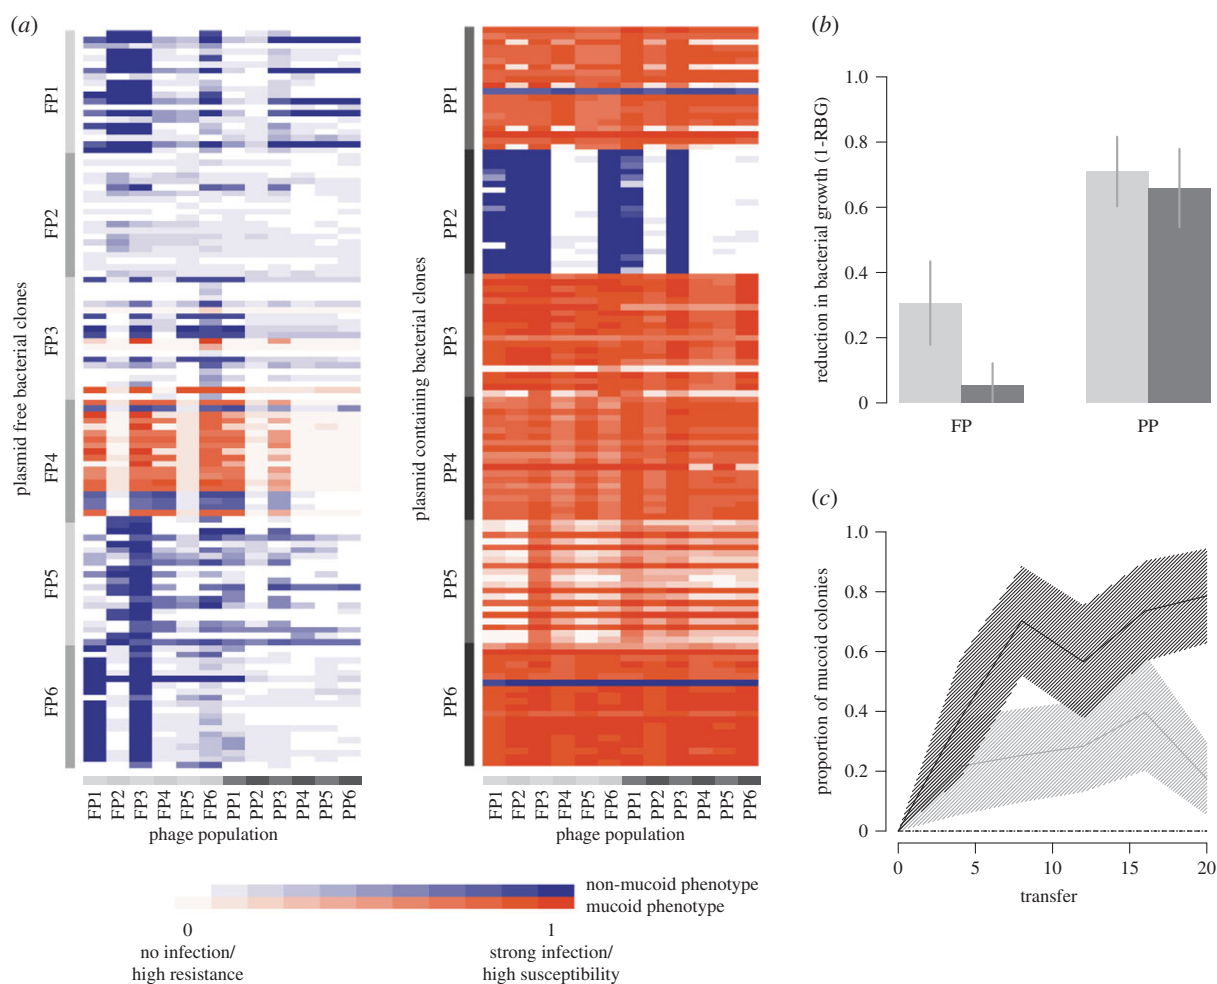 (a)
plasmid free bacterial clones
FP1
FP2
FP3
FP4
FP5
FP6
FP1 FP2 FP3 FP4 FP5 FP6 PP1 PP2 PP3 PP4 PP5 PP6
phage population
plasmid containing bacterial clones
PP1
PP2
PP3
PP4
PP5
PP6
FP1 FP2 FP3 FP4 FP5 FP6 PP1 PP2 PP3 PP4 PP5 PP6
phage population
non-mucoid phenotype
mucoid phenotype
0 1
no infection/ strong infection/
high resistance high susceptibility
(b)
reduction in bacterial growth (1-RBG)
1.0
0.8
0.6
0.4
0.2
0
FP PP
(c)
proportion of mucoid colonies
1.0
0.8
0.6
0.4
0.2
0
0 5 10 15 20
transfer